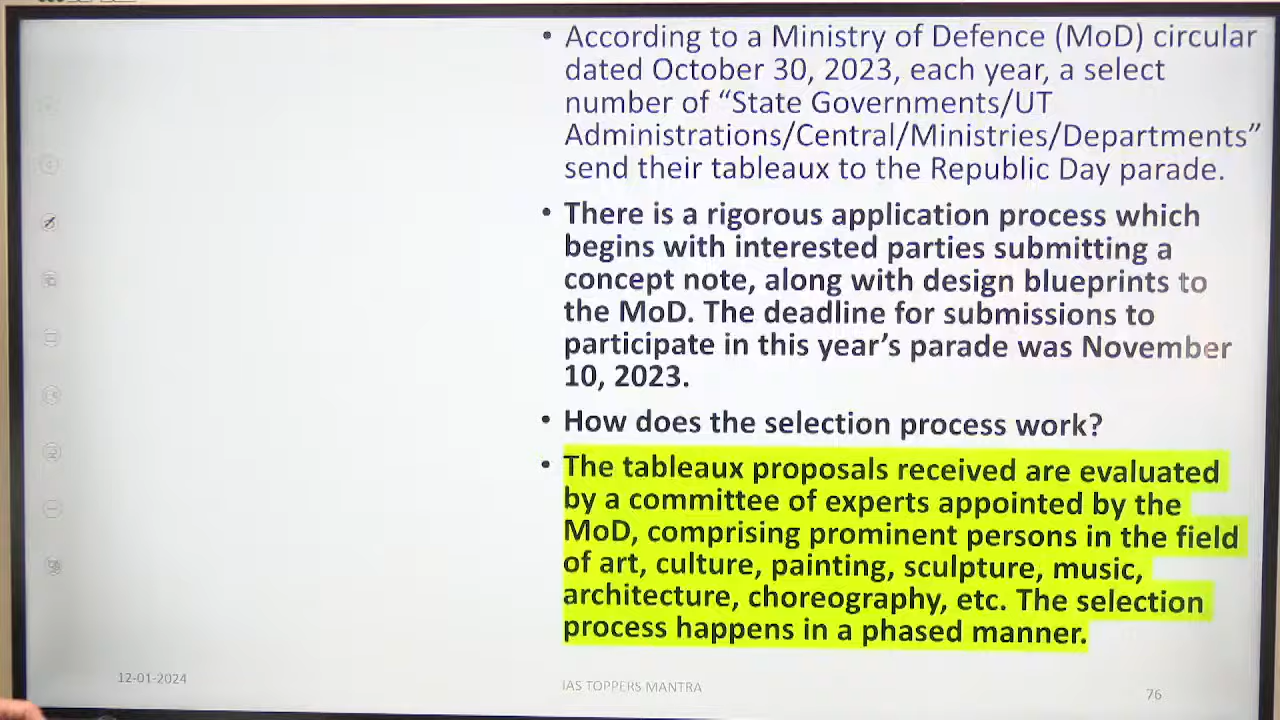 • According to a Ministry of Defence (MoD) circular
dated October 30, 2023, each year, a select
number of “State Governments/UT
Administrations/Central/Ministries/Departments”
send their tableaux to the Republic Day parade.
• There is a rigorous application process which
begins with interested parties submitting a
concept note, along with design blueprints to
the MoD. The deadline for submissions to
participate in this year’s parade was November
10, 2023.
• How does the selection process work?
• The tableaux proposals received are evaluated
by a committee of experts appointed by the
MoD, comprising prominent persons in the field
of art, culture, painting, sculpture, music,
architecture, choreography, etc. The selection
process happens in a phased manner.
12-01-2024
IAS TOPPERS MANTRA
76